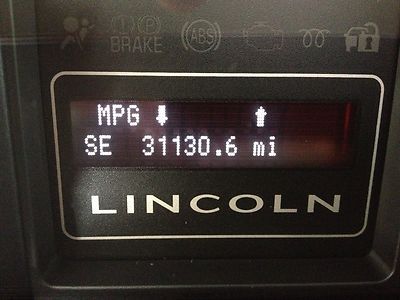 (!) (P)
BRAKE
ABS
MPG ⬇ ⬆
SE 31130.6 mi
LINCOLN